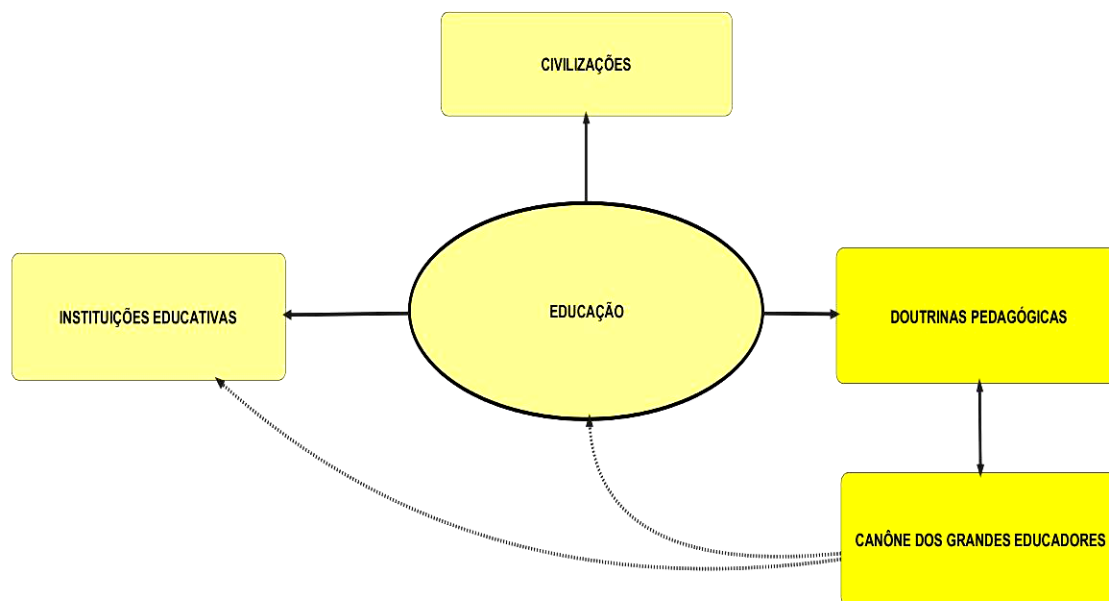 CIVILIZAÇÕES
INSTITUIÇÕES EDUCATIVAS
EDUCAÇÃO
DOUTRINAS PEDAGÓGICAS
CANÔNE DOS GRANDES EDUCADORES